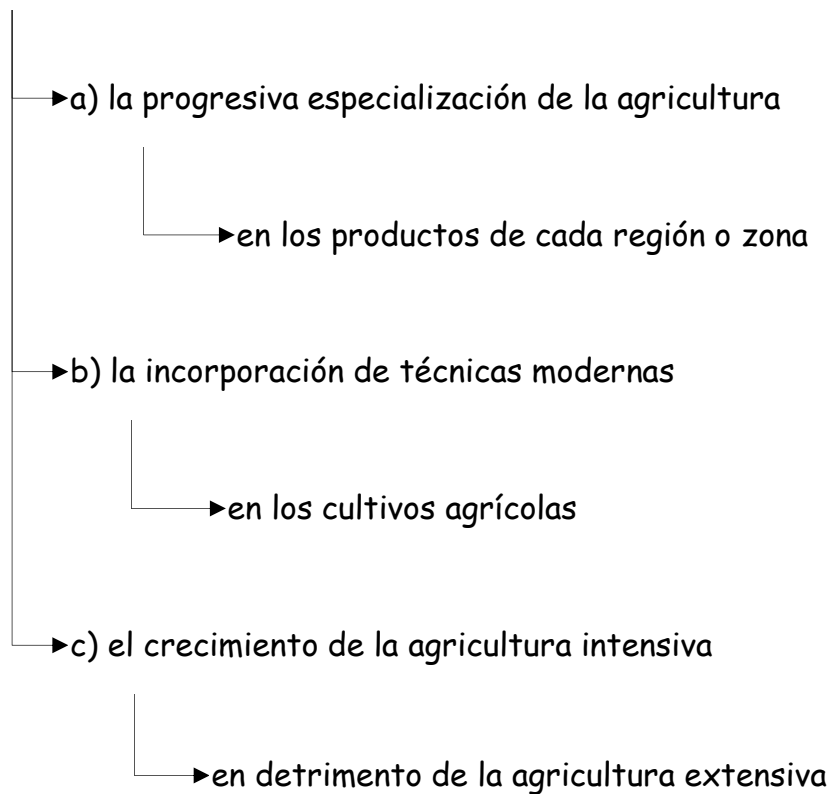 a) la progresiva especialización de la agricultura
en los productos de cada región o zona
b) la incorporación de técnicas modernas
en los cultivos agrícolas
c) el crecimiento de la agricultura intensiva
en detrimento de la agricultura extensiva